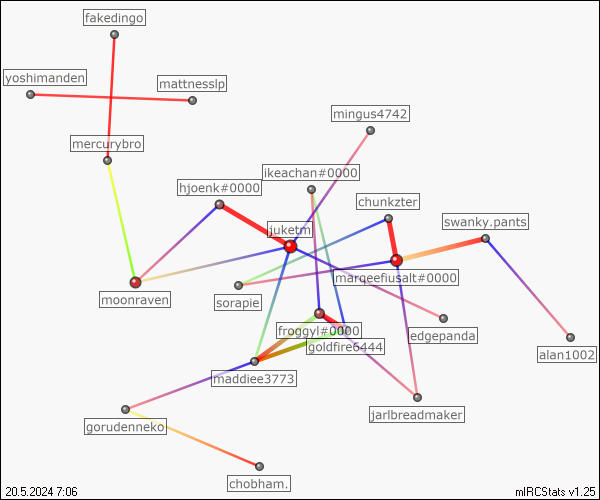 fakedingo
yoshimanden
mattnesslp
mingus4742
mercurybro
ikeachan#0000
hjoenk#0000
chunkzter
swanky.pants
juketm
marqeefiusalt#0000
moonraven
sorapie
froggyl#0000
ledgepanda
goldfire6444
alan1002
maddiee3773
jarlbreadmaker
gorudenneko
chobham.
20.5.2024 7:06
mIRCStats v1.25